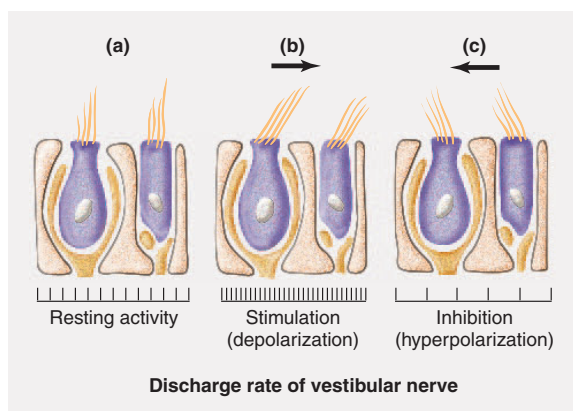 (a)
(b)
(c)
Resting activity
Stimulation
(depolarization)
Inhibition
(hyperpolarization)
Discharge rate of vestibular nerve